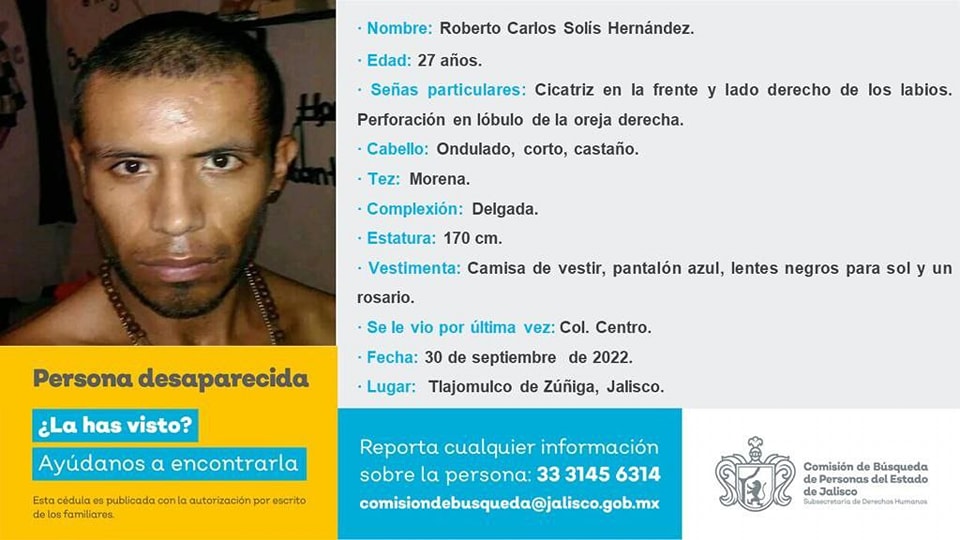 · Nombre: Roberto Carlos Solís Hernández.
· Edad: 27 años.
· Señas particulares: Cicatriz en la frente y lado derecho de los labios.
Perforación en lóbulo de la oreja derecha.
· Cabello: Ondulado, corto, castaño.
· Tez: Morena.
· Complexión: Delgada.
· Estatura: 170 cm.
· Vestimenta: Camisa de vestir, pantalón azul, lentes negros para sol y un
rosario.
· Se le vio por última vez: Col. Centro.
· Fecha: 30 de septiembre de 2022.
· Lugar: Tlajomulco de Zúñiga, Jalisco.
Persona desaparecida
¿La has visto?
Ayúdanos a encontrarla
Esta cédula es publicada con la autorización por escrito
de los familiares.
Reporta cualquier información
sobre la persona: 33 3145 6314
comisiondebusqueda@jalisco.gob.mx
Comisión de Búsqueda
de Personas del Estado
de Jalisco
Subsecretaría de Derechos Humanos